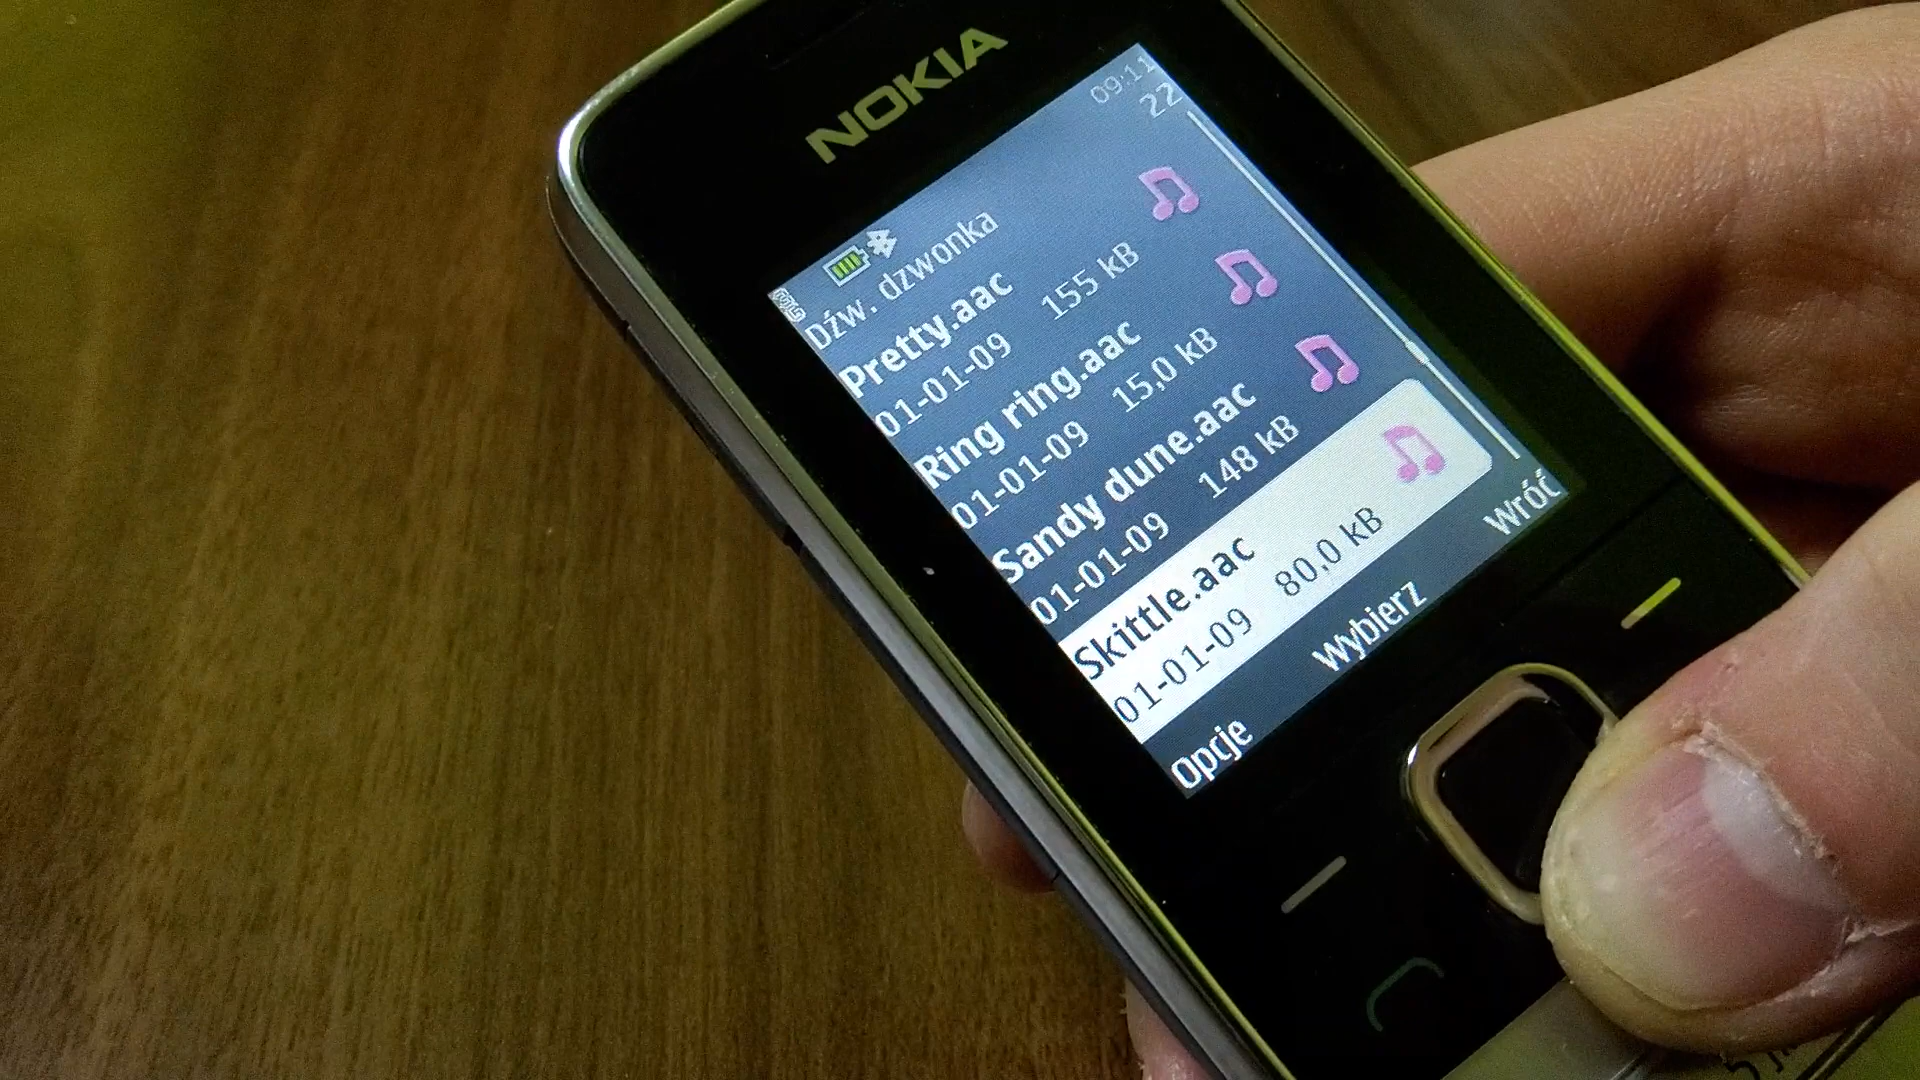 NOKIA
09:11
Dźw. dzwonka 22
Pretty.aac
01-01-09 155 kB
Ring ring.aac
01-01-09 15,0 kB
Sandy dune.aac
01-01-09 148 kB
Skittle.aac
01-01-09 80,0 kB
Opcje Wybierz Wróć